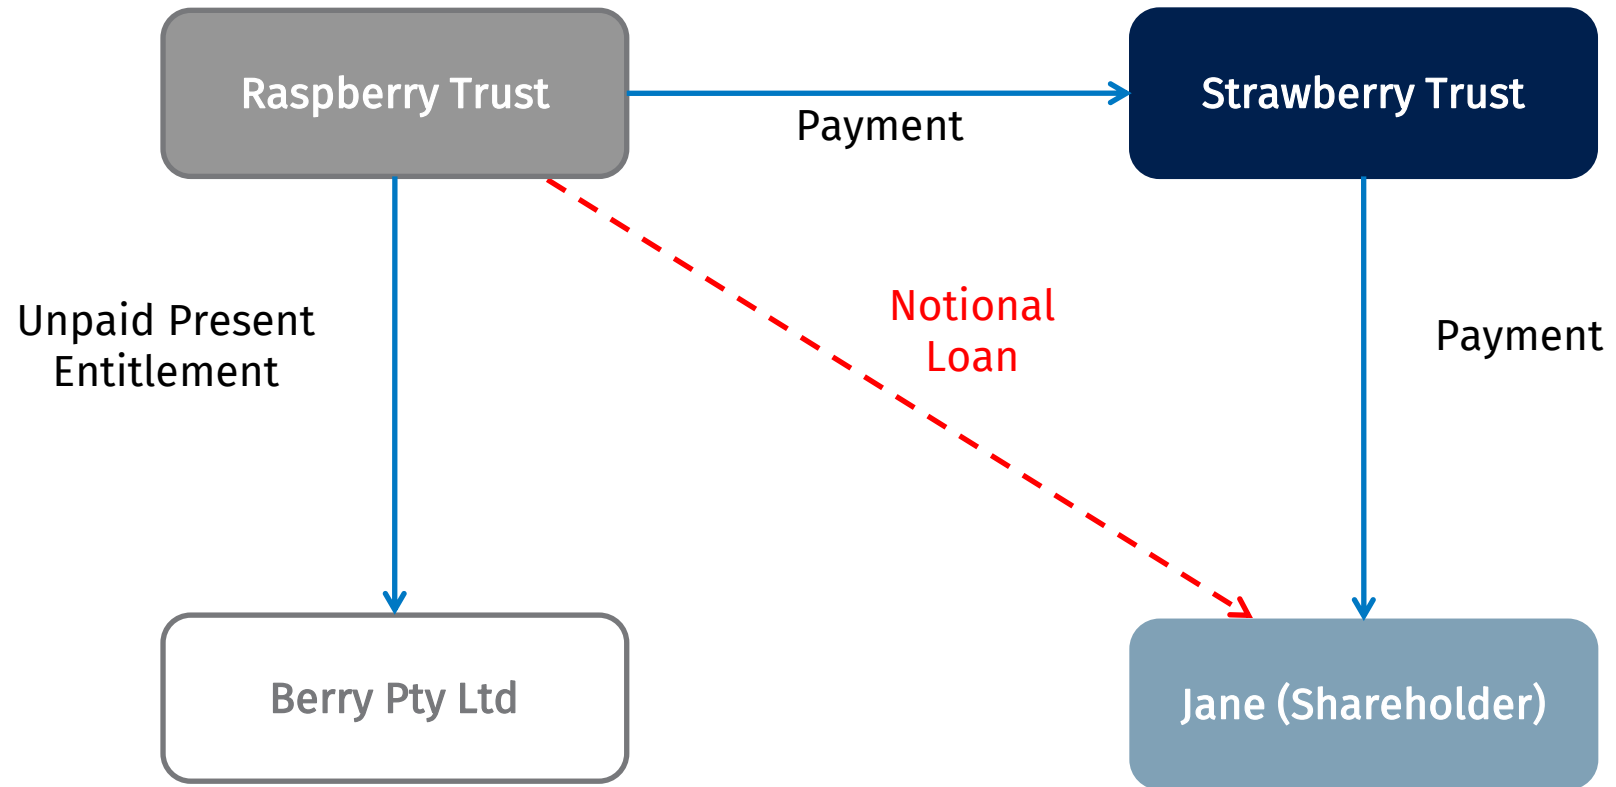 Raspberry Trust
Strawberry Trust
Payment
Unpaid Present
Entitlement
Notional
Loan
Payment
Berry Pty Ltd
Jane (Shareholder)